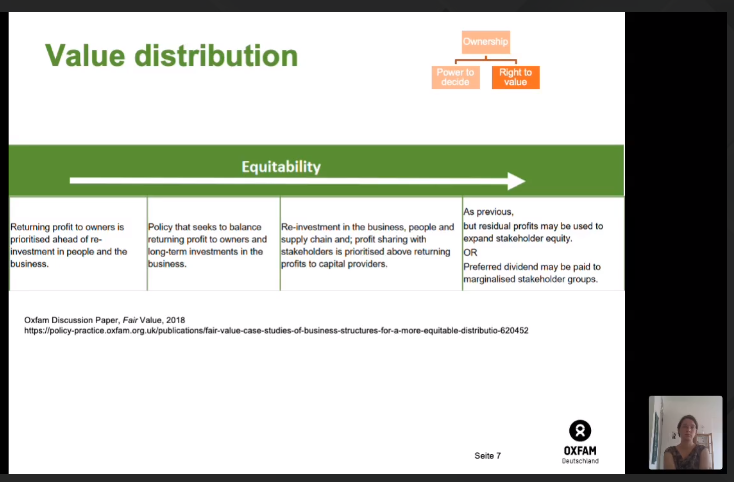 Value distribution
Ownership
Power to
decide
Right to
value
Equitability
Returning profit to owners is
prioritised ahead of re-
investment in people and the
business.
Policy that seeks to balance
returning profit to owners and
long-term investments in the
business.
Re-investment in the business, people and
supply chain and; profit sharing with
stakeholders is prioritised above returning
profits to capital providers.
As previous,
but residual profits may be used to
expand stakeholder equity.
OR
Preferred dividend may be paid to
marginalised stakeholder groups.
Oxfam Discussion Paper, Fair Value, 2018
https://policy-practice.oxfam.org.uk/publications/fair-value-case-studies-of-business-structures-for-a-more-equitable-distributio-620452
Seite 7
OXFAM
Deutschland